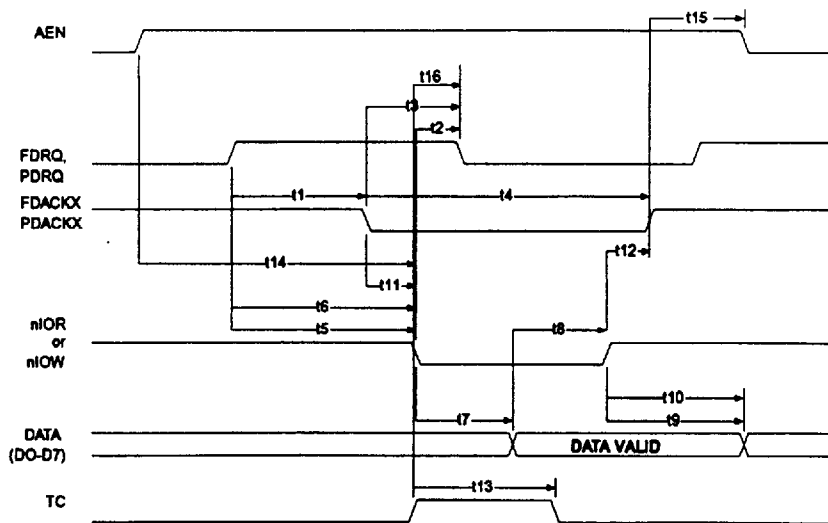 t15
AEN
t16
t3
t2
FDRQ,
PDRQ
t1
t4
FDACKX
PDACKX
t12
t14
t11
t6
t5
t8
nIOR
or
nIOW
t10
t7
t9
DATA
(DO-D7)
DATA VALID
t13
TC